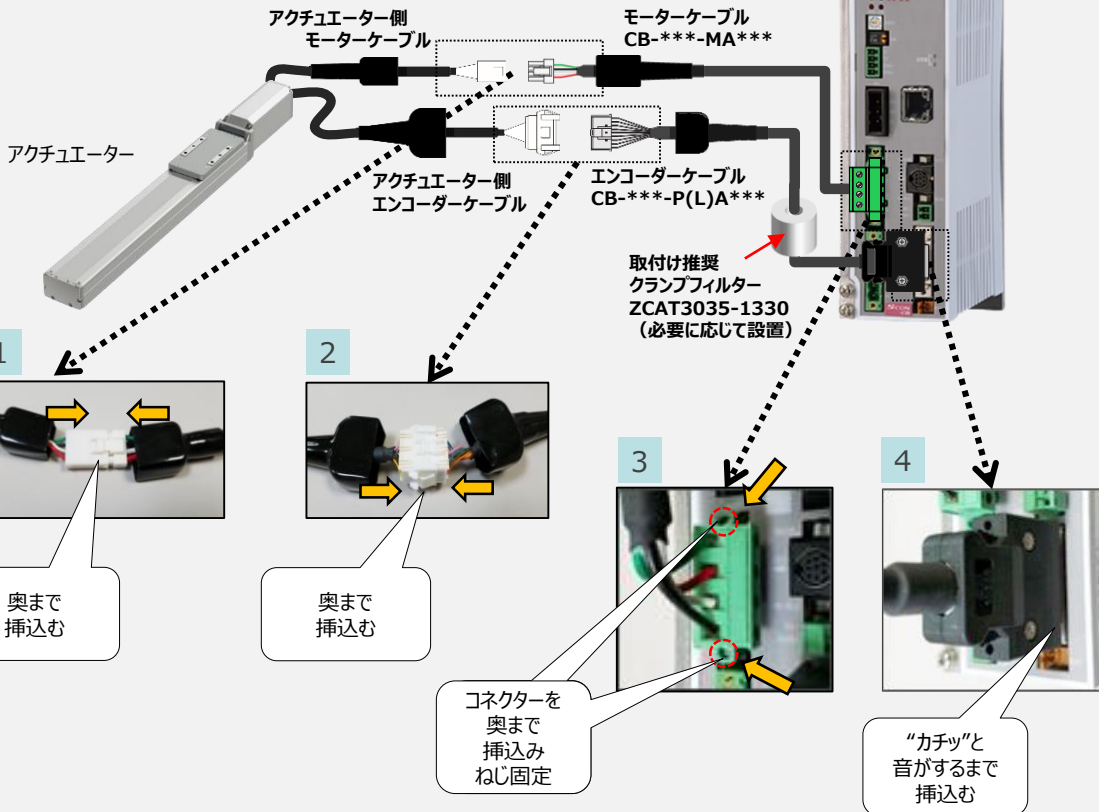 アクチュエーター側
モーターケーブル
モーターケーブル
CB-***-MA***
アクチュエーター
アクチュエーター側
エンコーダーケーブル
エンコーダーケーブル
CB-***-P(L)A***
取付け推奨
クランプフィルター
ZCAT3035-1330
（必要に応じて設置）
1
奥まで
挿込む
2
奥まで
挿込む
3
コネクターを
奥まで
挿込み
ねじ固定
4
“カチッ”と
音がするまで
挿込む